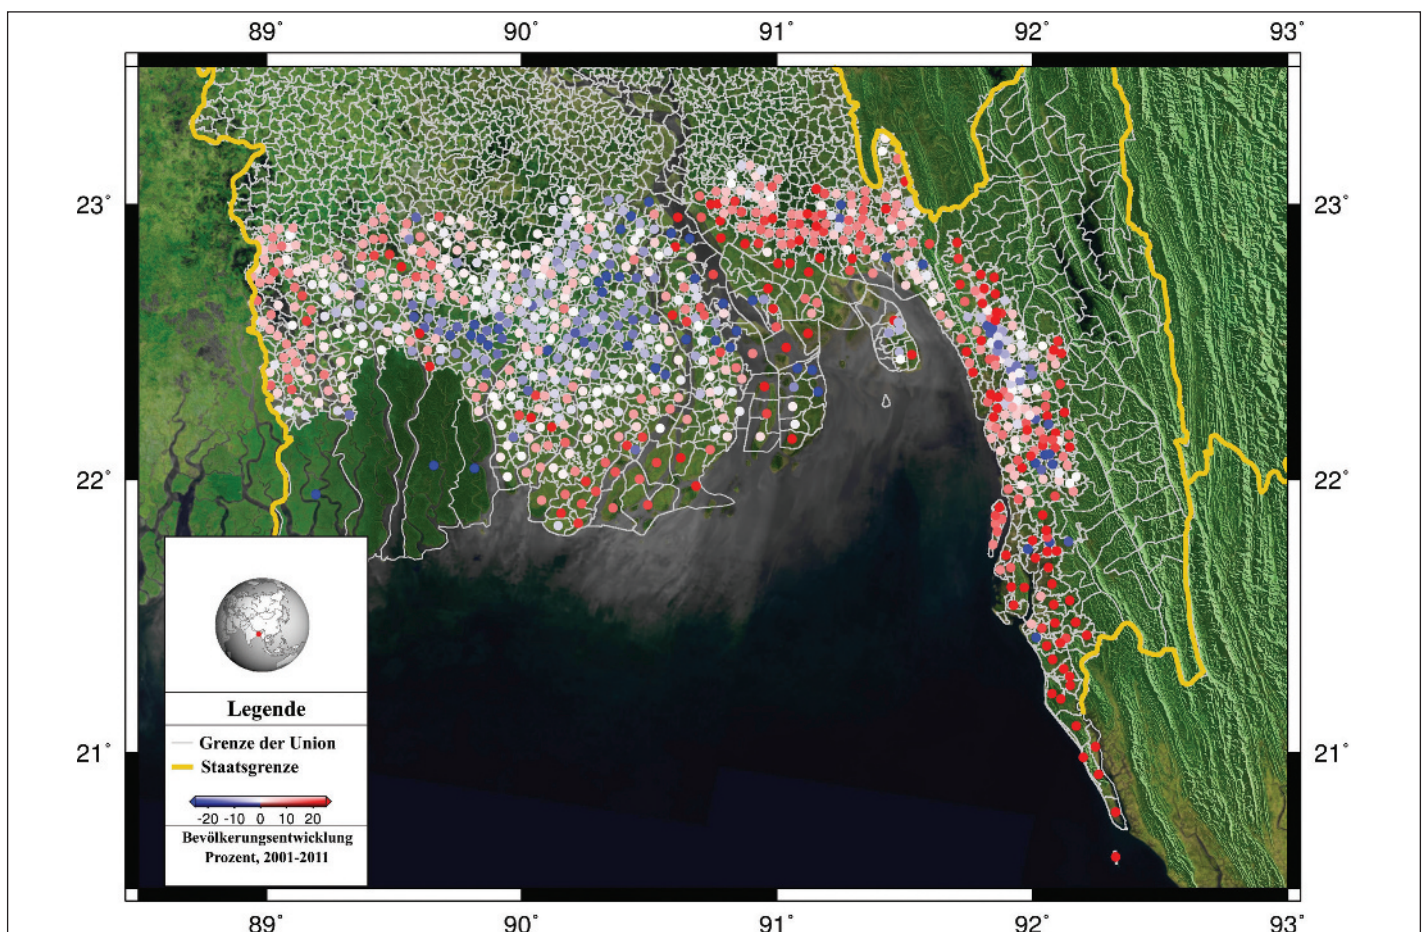 89° 90° 91° 92° 93°
23° 23°
22° 22°
21° 21°
Legende
Grenze der Union
Staatsgrenze
-20 -10 0 10 20
Bevölkerungsentwicklung
Prozent, 2001-2011
89° 90° 91° 92° 93°